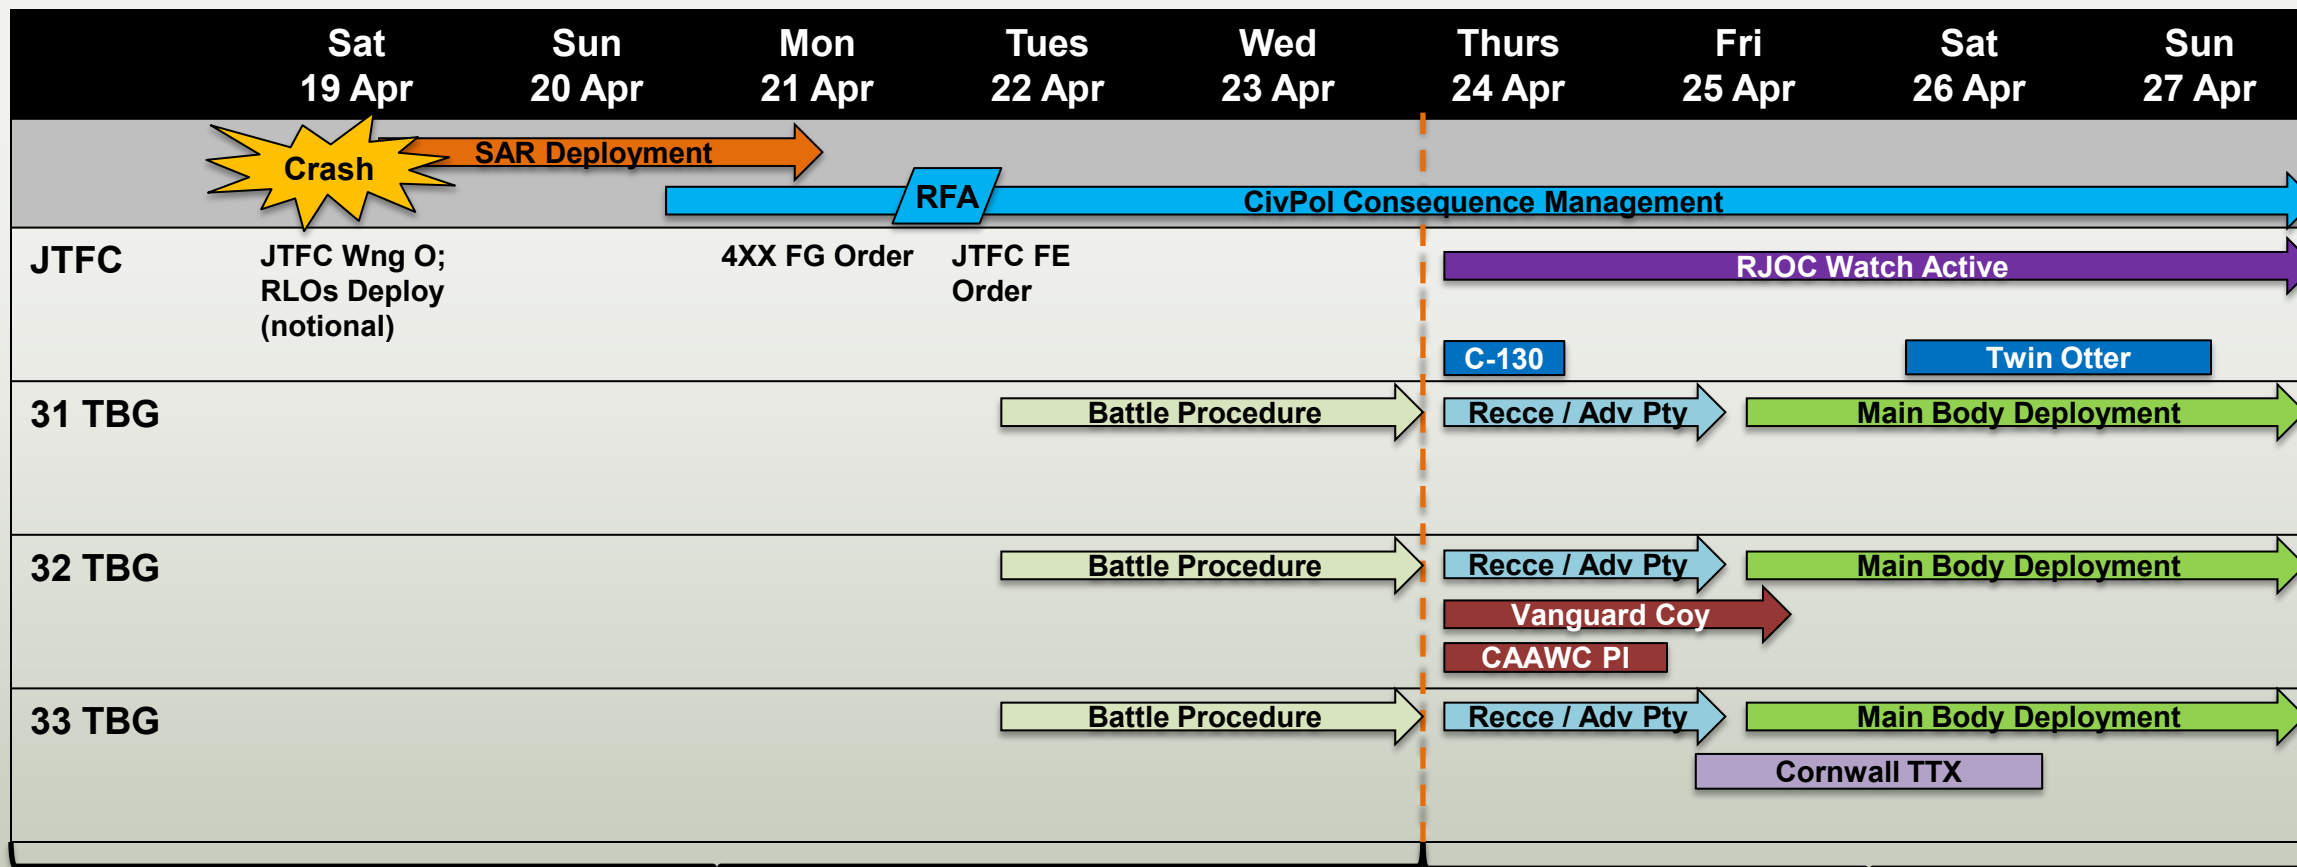 Sat Sun Mon Tues Wed Thurs Fri Sat Sun
19 Apr 20 Apr 21 Apr 22 Apr 23 Apr 24 Apr 25 Apr 26 Apr 27 Apr
SAR Deployment
Crash
RFA
CivPol Consequence Management
JTFC
JTFC Wng O;
RLOs Deploy
(notional)
4XX FG Order
JTFC FE
Order
RJOC Watch Active
C-130
Twin Otter
31 TBG
Battle Procedure
Recce / Adv Pty
Main Body Deployment
32 TBG
Battle Procedure
Recce / Adv Pty
Main Body Deployment
Vanguard Coy
CAAWC Pl
33 TBG
Battle Procedure
Recce / Adv Pty
Main Body Deployment
Cornwall TTX